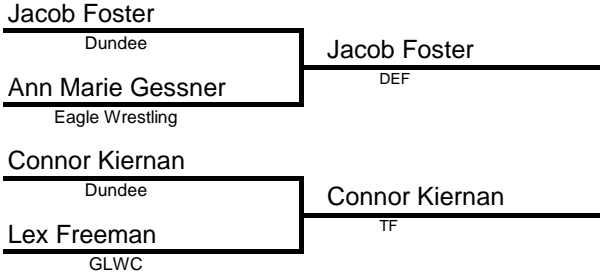 Jacob Foster
Dundee
Jacob Foster
DEF
Ann Marie Gessner
Eagle Wrestling
Connor Kiernan
Dundee
Connor Kiernan
TF
Lex Freeman
GLWC